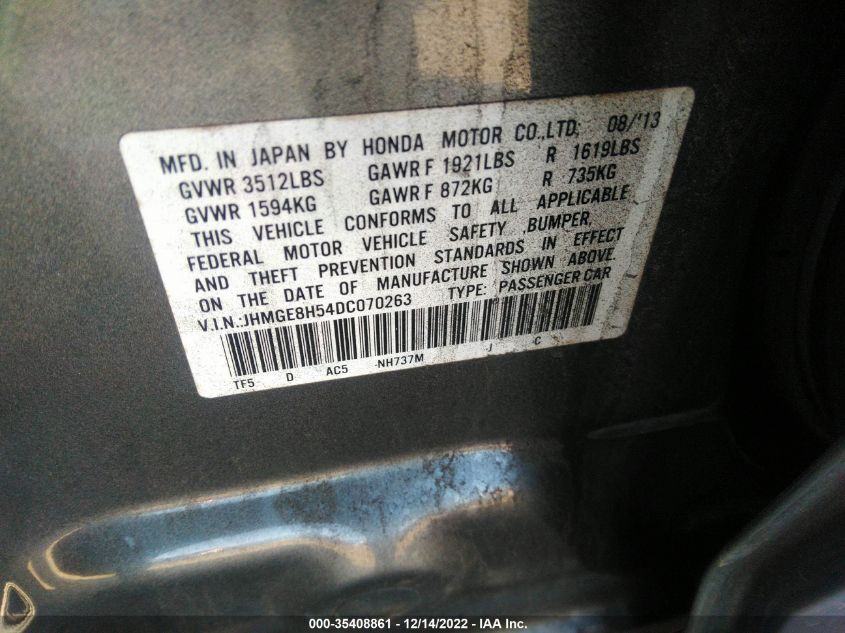 MFD. IN JAPAN BY HONDA MOTOR CO.,LTD; 08/'13
GVWR 3512LBS GAWR F 1921LBS R 1619LBS
GVWR 1594KG GAWR F 872KG R 735KG
THIS VEHICLE CONFORMS TO ALL APPLICABLE
FEDERAL MOTOR VEHICLE SAFETY ,BUMPER,
AND THEFT PREVENTION STANDARDS IN EFFECT
ON THE DATE OF MANUFACTURE SHOWN ABOVE.
V.I.N.:JHMGE8H54DC070263 TYPE: PASSENGER CAR
TF5 D AC5 NH737M J C
000-35408861 - 12/14/2022 - IAA Inc.